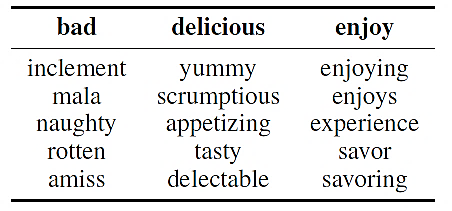 bad delicious enjoy
inclement yummy enjoying
mala scrumptious enjoys
naughty appetizing experience
rotten tasty savor
amiss delectable savoring